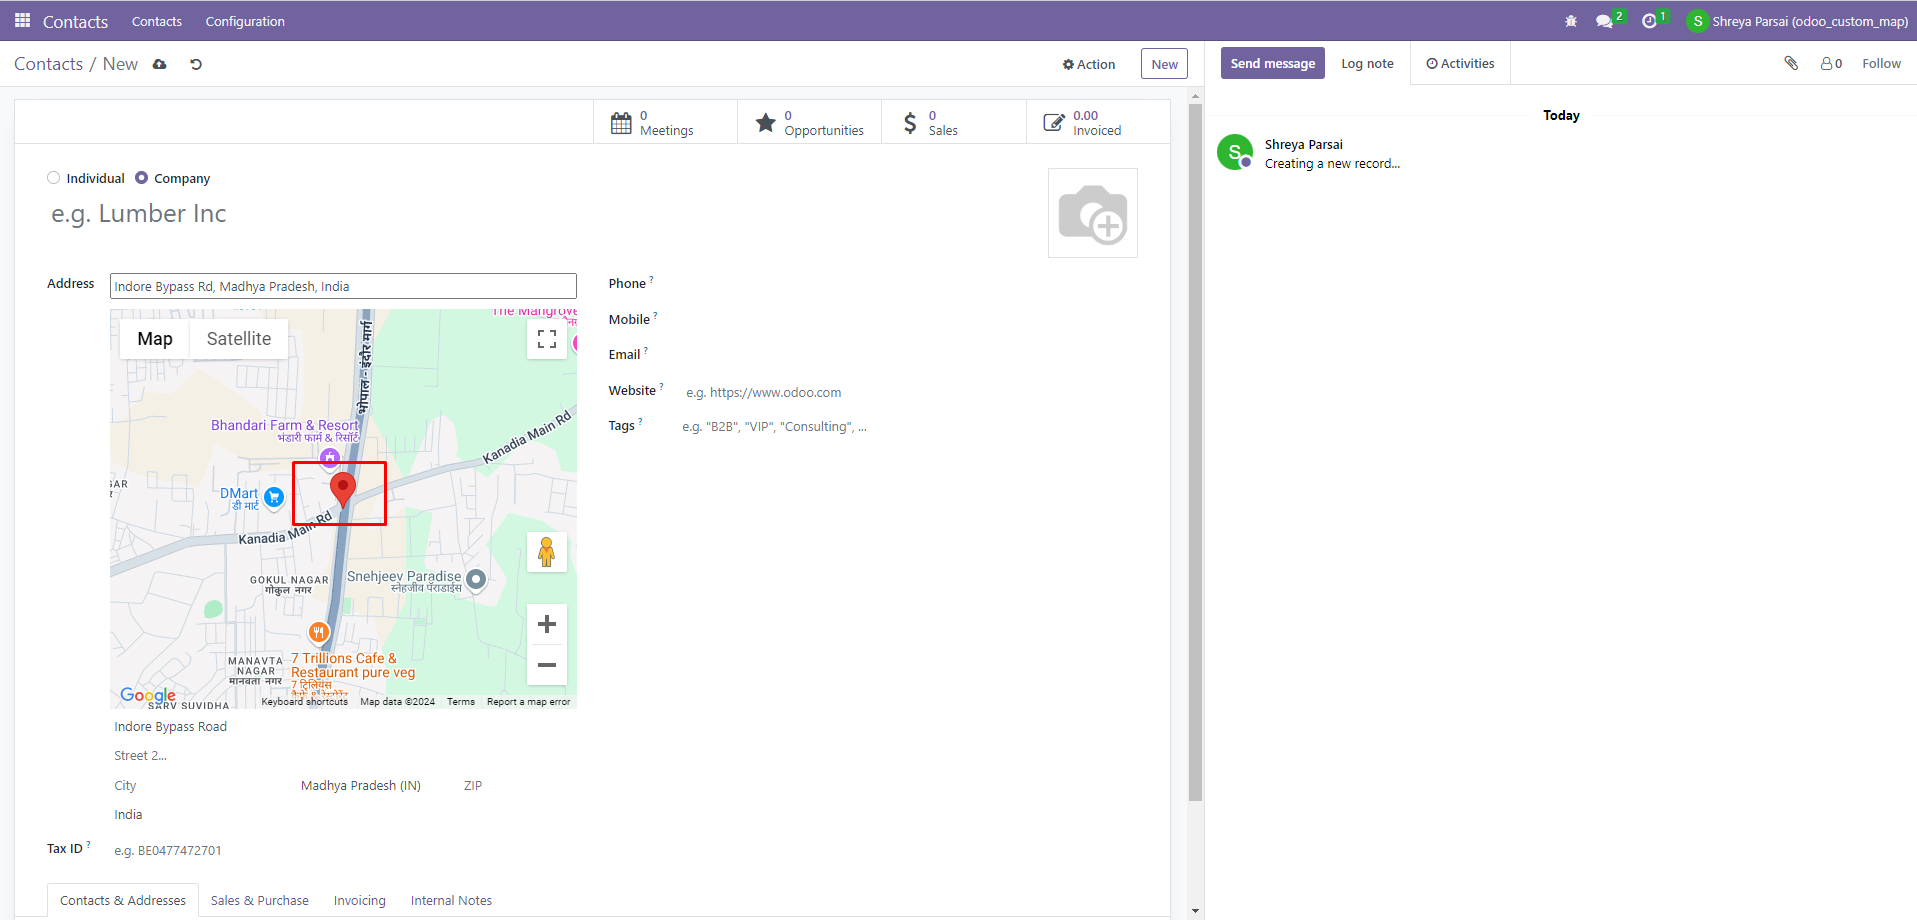 Contacts Contacts Configuration 2 1 S Shreya Parsai (odoo_custom_map)
Contacts / New Action New Send message Log note Activities 0 Follow
0 Meetings
0 Opportunities
0 Sales
0.00 Invoiced
Today
S Shreya Parsai
Creating a new record...
Individual Company
e.g. Lumber Inc
Address Indore Bypass Rd, Madhya Pradesh, India
Map Satellite
The Mangrove
भोपाल - इंदौर मार्ग
Bhandari Farm & Resort
भंडारी फार्म & रिसॉर्ट
Kanadia Main Rd
DMart
डी मार्ट
Kanadia Main Rd
GOKUL NAGAR
गोकुल नगर
Snehjeev Paradise
स्नेहजीव पॅराडाईस
MANAVTA
NAGAR
मानवता नगर
7 Trillions Cafe &
Restaurant pure veg
7 ट्रिलियंस
Google
SARV SUVIDHA
Keyboard shortcuts Map data ©2024 Terms Report a map error
Indore Bypass Road
Street 2...
City Madhya Pradesh (IN) ZIP
India
Tax ID ? e.g. BE0477472701
Phone ?
Mobile ?
Email ?
Website ? e.g. https://www.odoo.com
Tags ? e.g. "B2B", "VIP", "Consulting", ...
Contacts & Addresses Sales & Purchase Invoicing Internal Notes